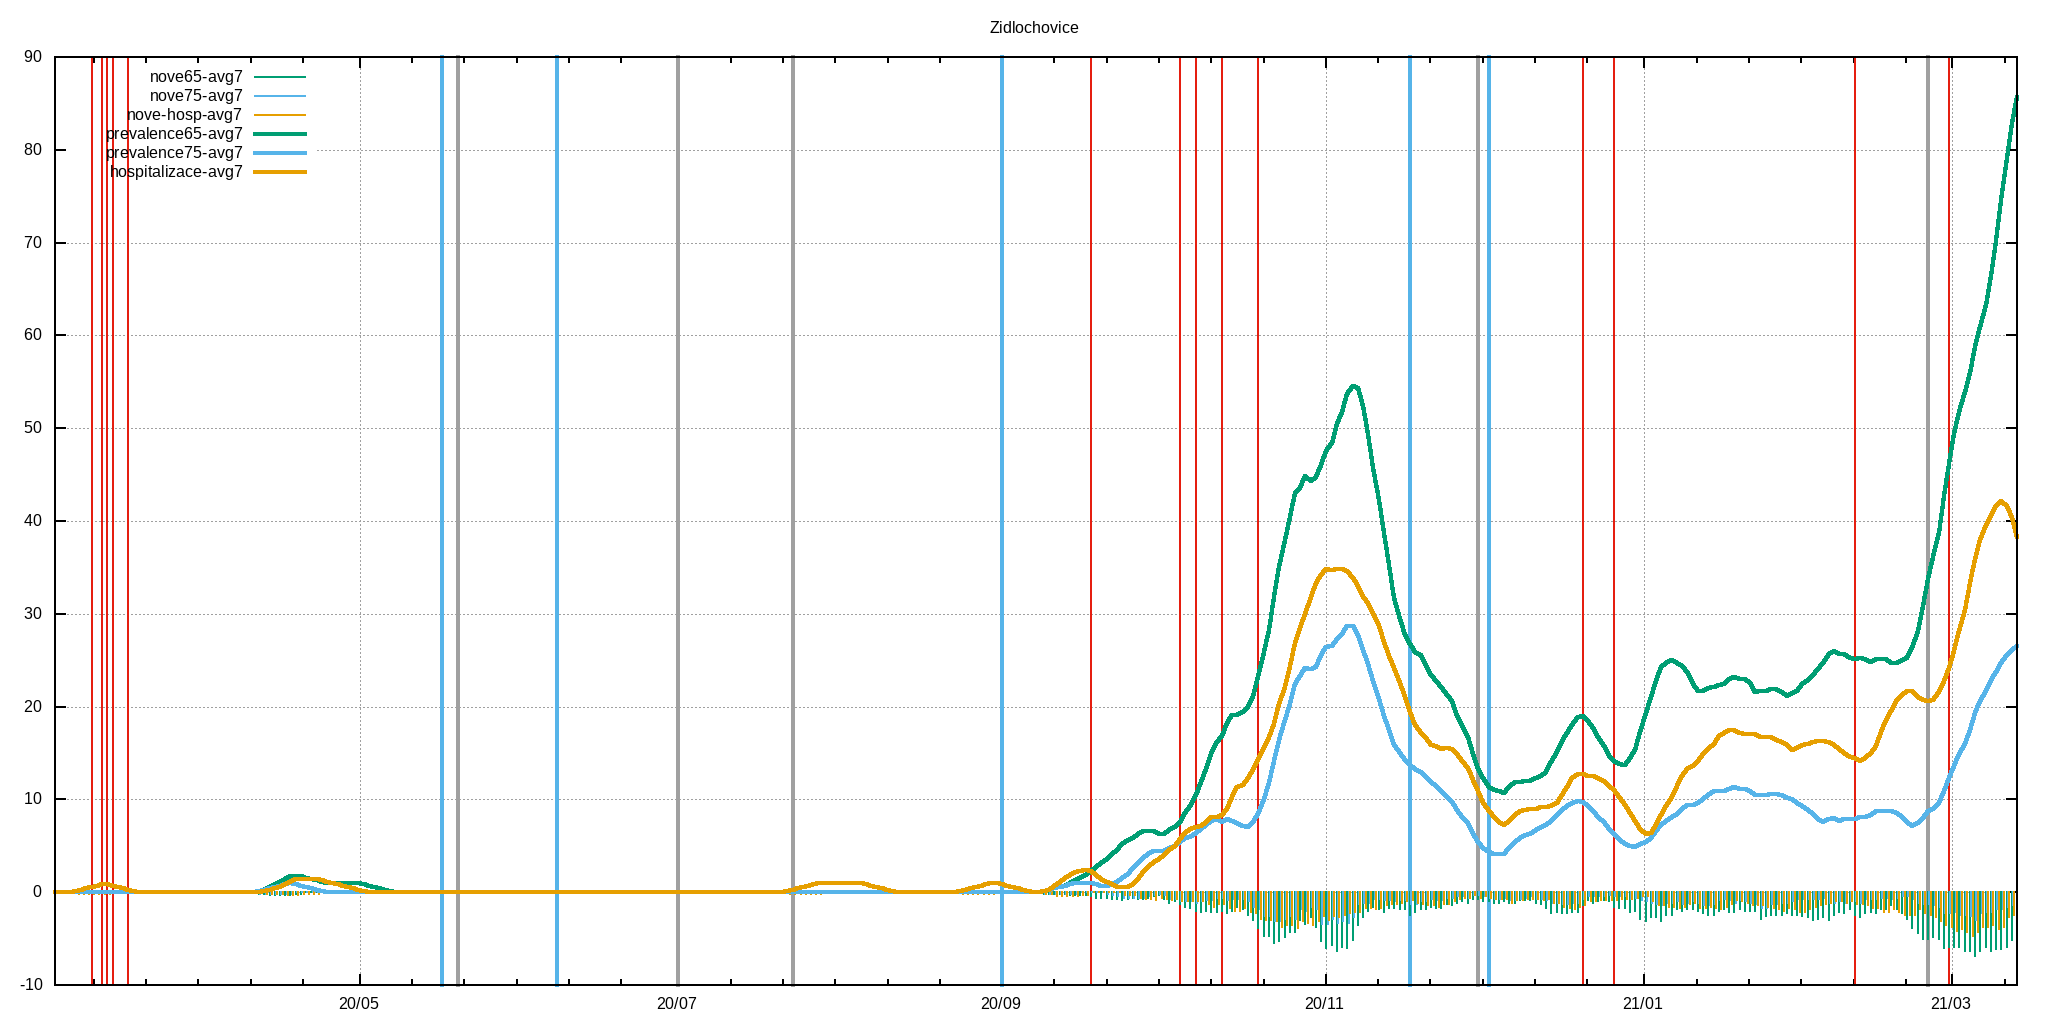 Zidlochovice
90
80
70
60
50
40
30
20
10
0
-10
nove65-avg7
nove75-avg7
nove-hosp-avg7
prevalence65-avg7
prevalence75-avg7
hospitalizace-avg7
20/05
20/07
20/09
20/11
21/01
21/03